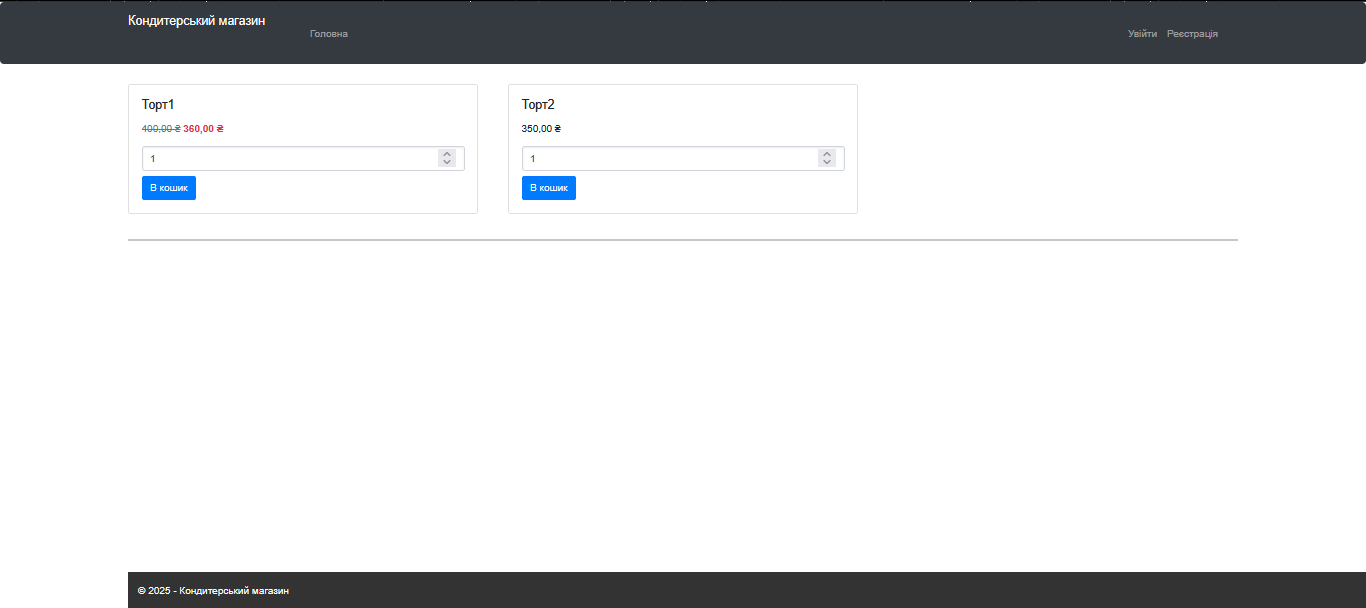 Кондитерський магазин
Головна
Увійти Реєстрація
Торт1
400,00 ₴ 360,00 ₴
1
В кошик
Торт2
350,00 ₴
1
В кошик
© 2025 - Кондитерський магазин